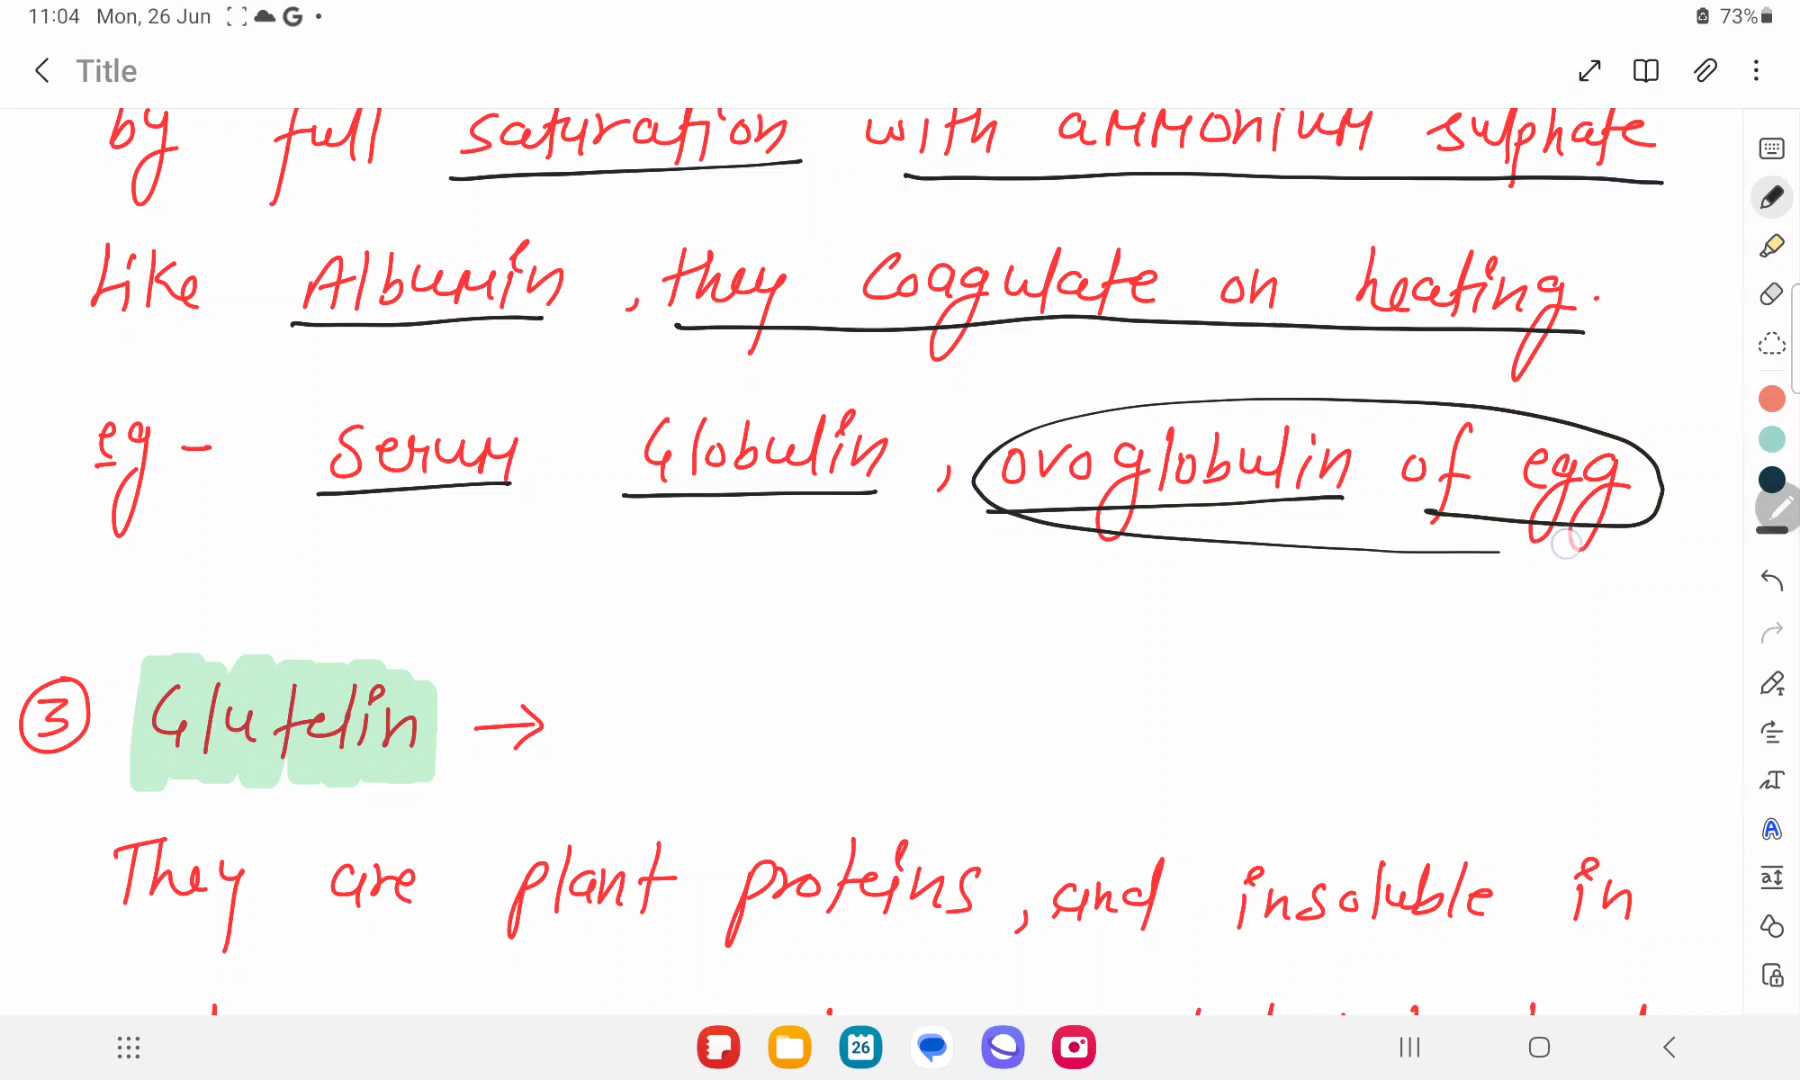 11:04 Mon, 26 Jun G 73%
Title
by full saturation with ammonium sulphate
Like Albumin, they coagulate on heating.
eg - Serum Globulin, ovoglobulin of egg
③ Glutelin →
They are plant proteins, and insoluble in
26